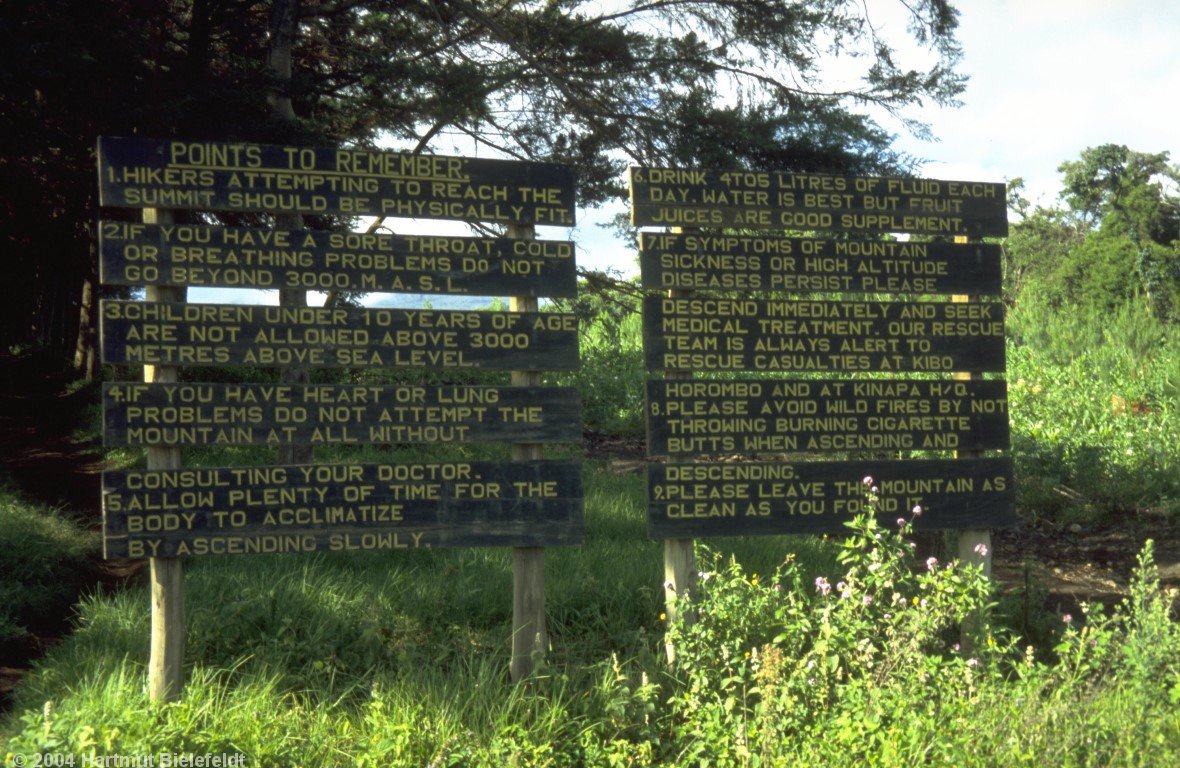 POINTS TO REMEMBER:
1.HIKERS ATTEMPTING TO REACH THE
SUMMIT SHOULD BE PHYSICALLY FIT.
2.IF YOU HAVE A SORE THROAT, COLD
OR BREATHING PROBLEMS DO NOT
GO BEYOND 3000.M.A.S.L.
3.CHILDREN UNDER 10 YEARS OF AGE
ARE NOT ALLOWED ABOVE 3000
METRES ABOVE SEA LEVEL.
4.IF YOU HAVE HEART OR LUNG
PROBLEMS DO NOT ATTEMPT THE
MOUNTAIN AT ALL WITHOUT
CONSULTING YOUR DOCTOR.
5.ALLOW PLENTY OF TIME FOR THE
BODY TO ACCLIMATIZE
BY ASCENDING SLOWLY.
6.DRINK 4TO5 LITRES OF FLUID EACH
DAY. WATER IS BEST BUT FRUIT
JUICES ARE GOOD SUPPLEMENT.
7.IF SYMPTOMS OF MOUNTAIN
SICKNESS OR HIGH ALTITUDE
DISEASES PERSIST PLEASE
DESCEND IMMEDIATELY AND SEEK
MEDICAL TREATMENT. OUR RESCUE
TEAM IS ALWAYS ALERT TO
RESCUE CASUALTIES AT KIBO
HOROMBO AND AT KINAPA H/Q.
8.PLEASE AVOID WILD FIRES BY NOT
THROWING BURNING CIGARETTE
BUTTS WHEN ASCENDING AND
DESCENDING.
9.PLEASE LEAVE THE MOUNTAIN AS
CLEAN AS YOU FOUND IT.
© 2004 Hartmut Bielefeldt